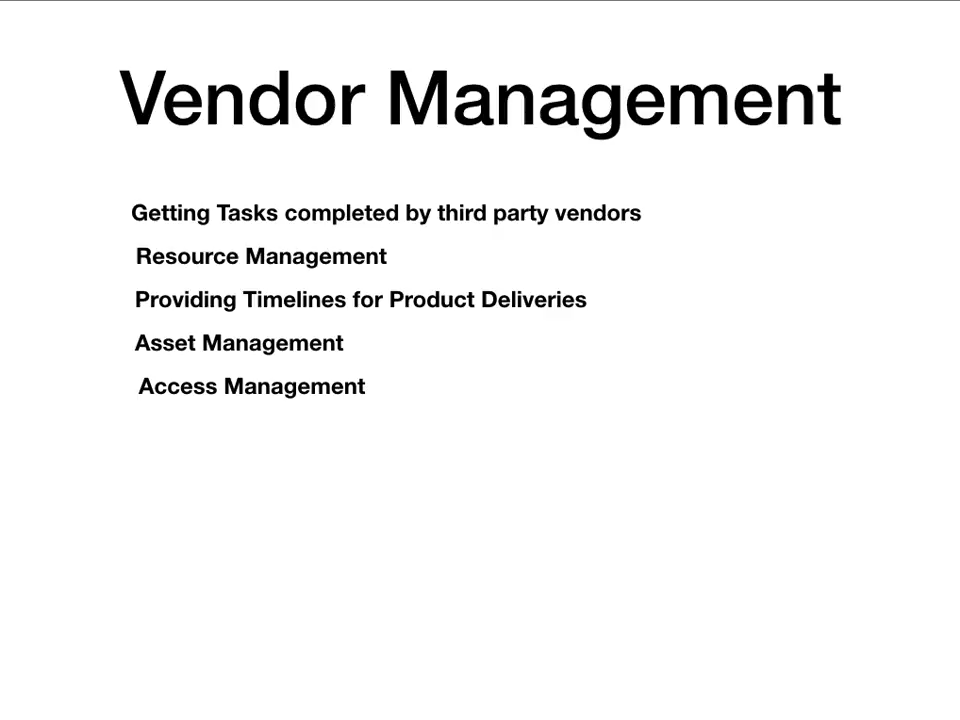 Vendor Management
Getting Tasks completed by third party vendors
Resource Management
Providing Timelines for Product Deliveries
Asset Management
Access Management